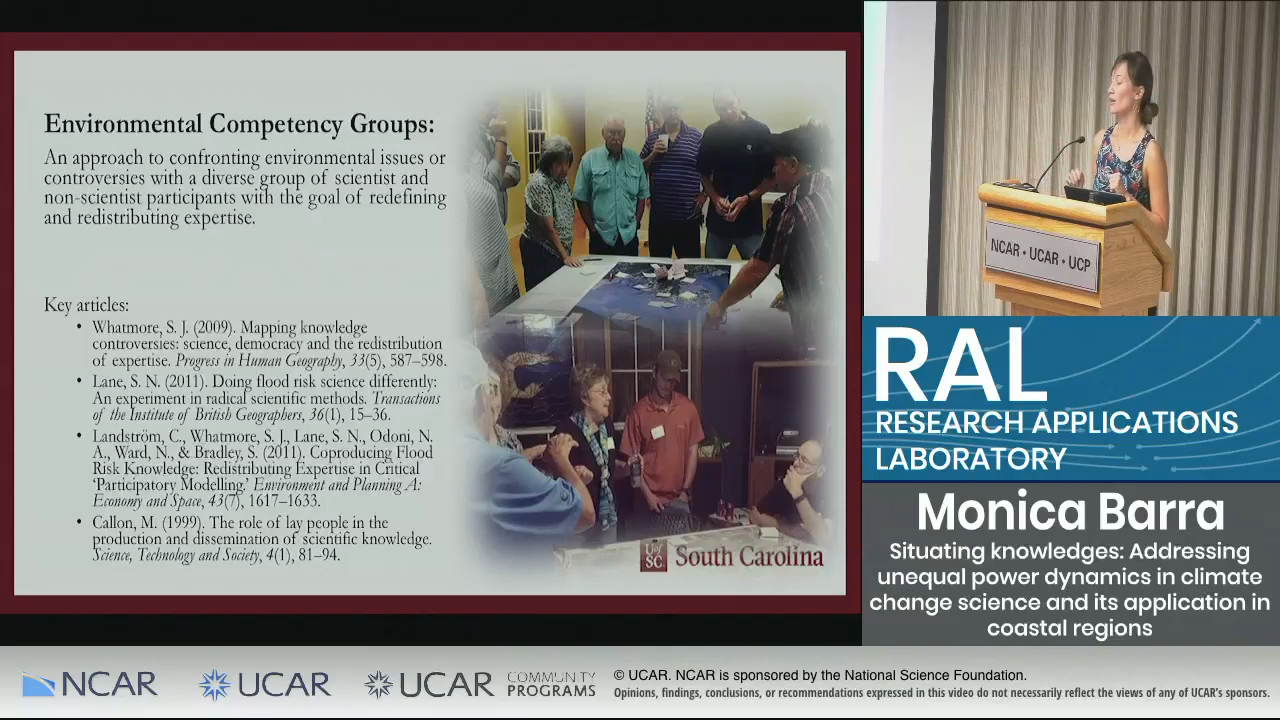 Environmental Competency Groups:
An approach to confronting environmental issues or
controversies with a diverse group of scientist and
non-scientist participants with the goal of redefining
and redistributing expertise.
Key articles:
• Whatmore, S. J. (2009). Mapping knowledge
controversies: science, democracy and the redistribution
of expertise. Progress in Human Geography, 33(5), 587–598.
• Lane, S. N. (2011). Doing flood risk science differently:
An experiment in radical scientific methods. Transactions
of the Institute of British Geographers, 36(1), 15–36.
• Landström, C., Whatmore, S. J., Lane, S. N., Odoni, N.
A., Ward, N., & Bradley, S. (2011). Coproducing Flood
Risk Knowledge: Redistributing Expertise in Critical
‘Participatory Modelling.’ Environment and Planning A:
Economy and Space, 43(7), 1617–1633.
• Callon, M. (1999). The role of lay people in the
production and dissemination of scientific knowledge.
Science, Technology and Society, 4(1), 81–94.
U of
SC
South Carolina
NCAR • UCAR • UCP
RAL
RESEARCH APPLICATIONS
LABORATORY
Monica Barra
Situating knowledges: Addressing
unequal power dynamics in climate
change science and its application in
coastal regions
NCAR
UCAR
UCAR
COMMUNITY
PROGRAMS
© UCAR. NCAR is sponsored by the National Science Foundation.
Opinions, findings, conclusions, or recommendations expressed in this video do not necessarily reflect the views of any of UCAR's sponsors.